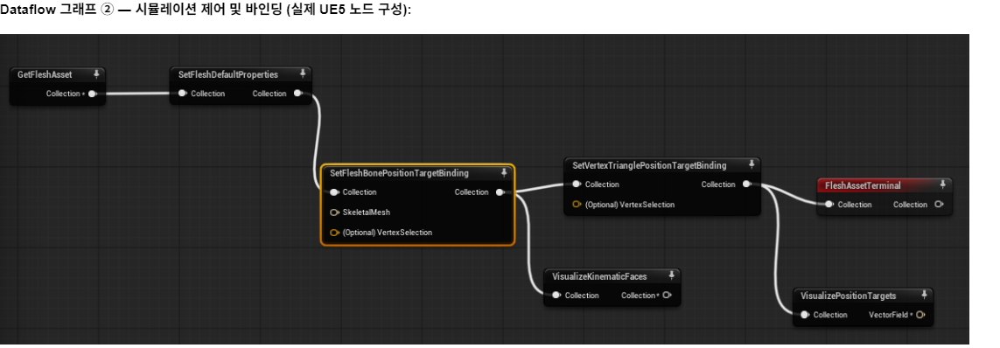 Dataflow 그래프 ② — 시뮬레이션 제어 및 바인딩 (실제 UE5 노드 구성):
GetFleshAsset
Collection *
SetFleshDefaultProperties
Collection Collection
SetFleshBonePositionTargetBinding
Collection Collection
SkeletalMesh
(Optional) VertexSelection
SetVertexTrianglePositionTargetBinding
Collection Collection
(Optional) VertexSelection
FleshAssetTerminal
Collection Collection
VisualizeKinematicFaces
Collection Collection *
VisualizePositionTargets
Collection VectorField *